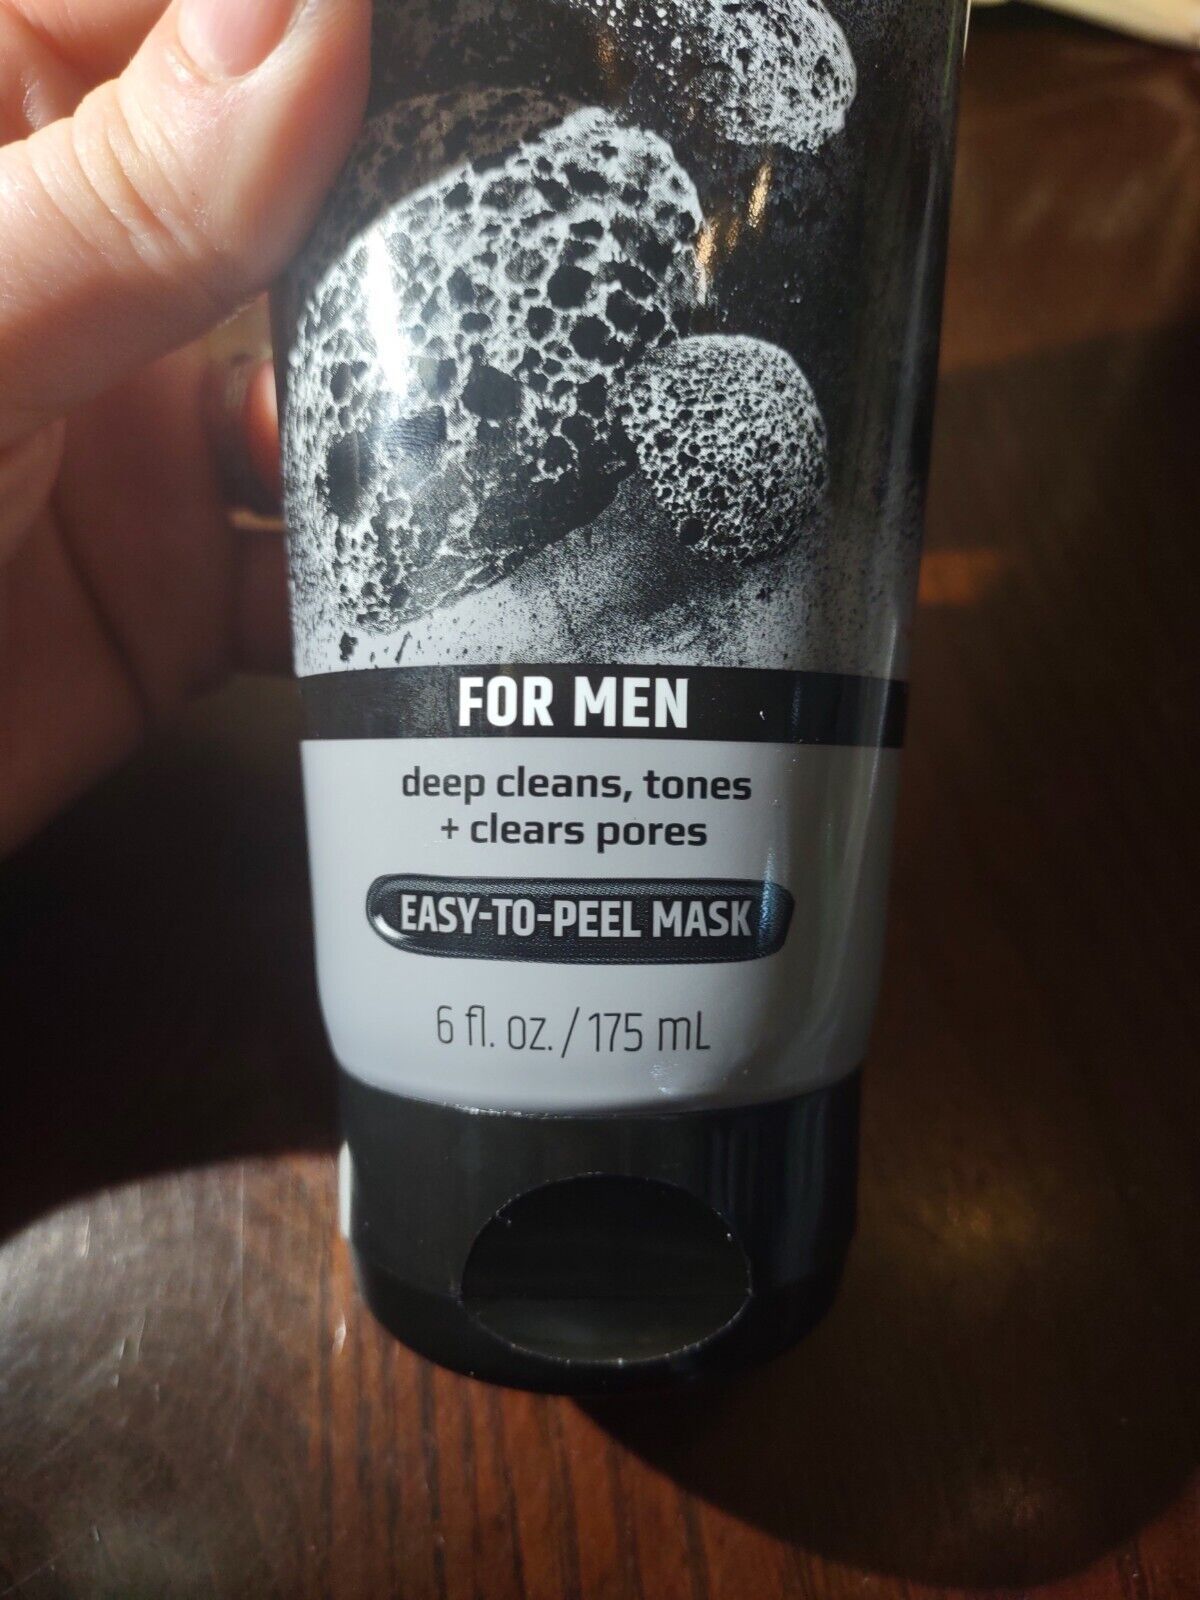 FOR MEN
deep cleans, tones
+ clears pores
EASY-TO-PEEL MASK
6 fl. oz. / 175 mL